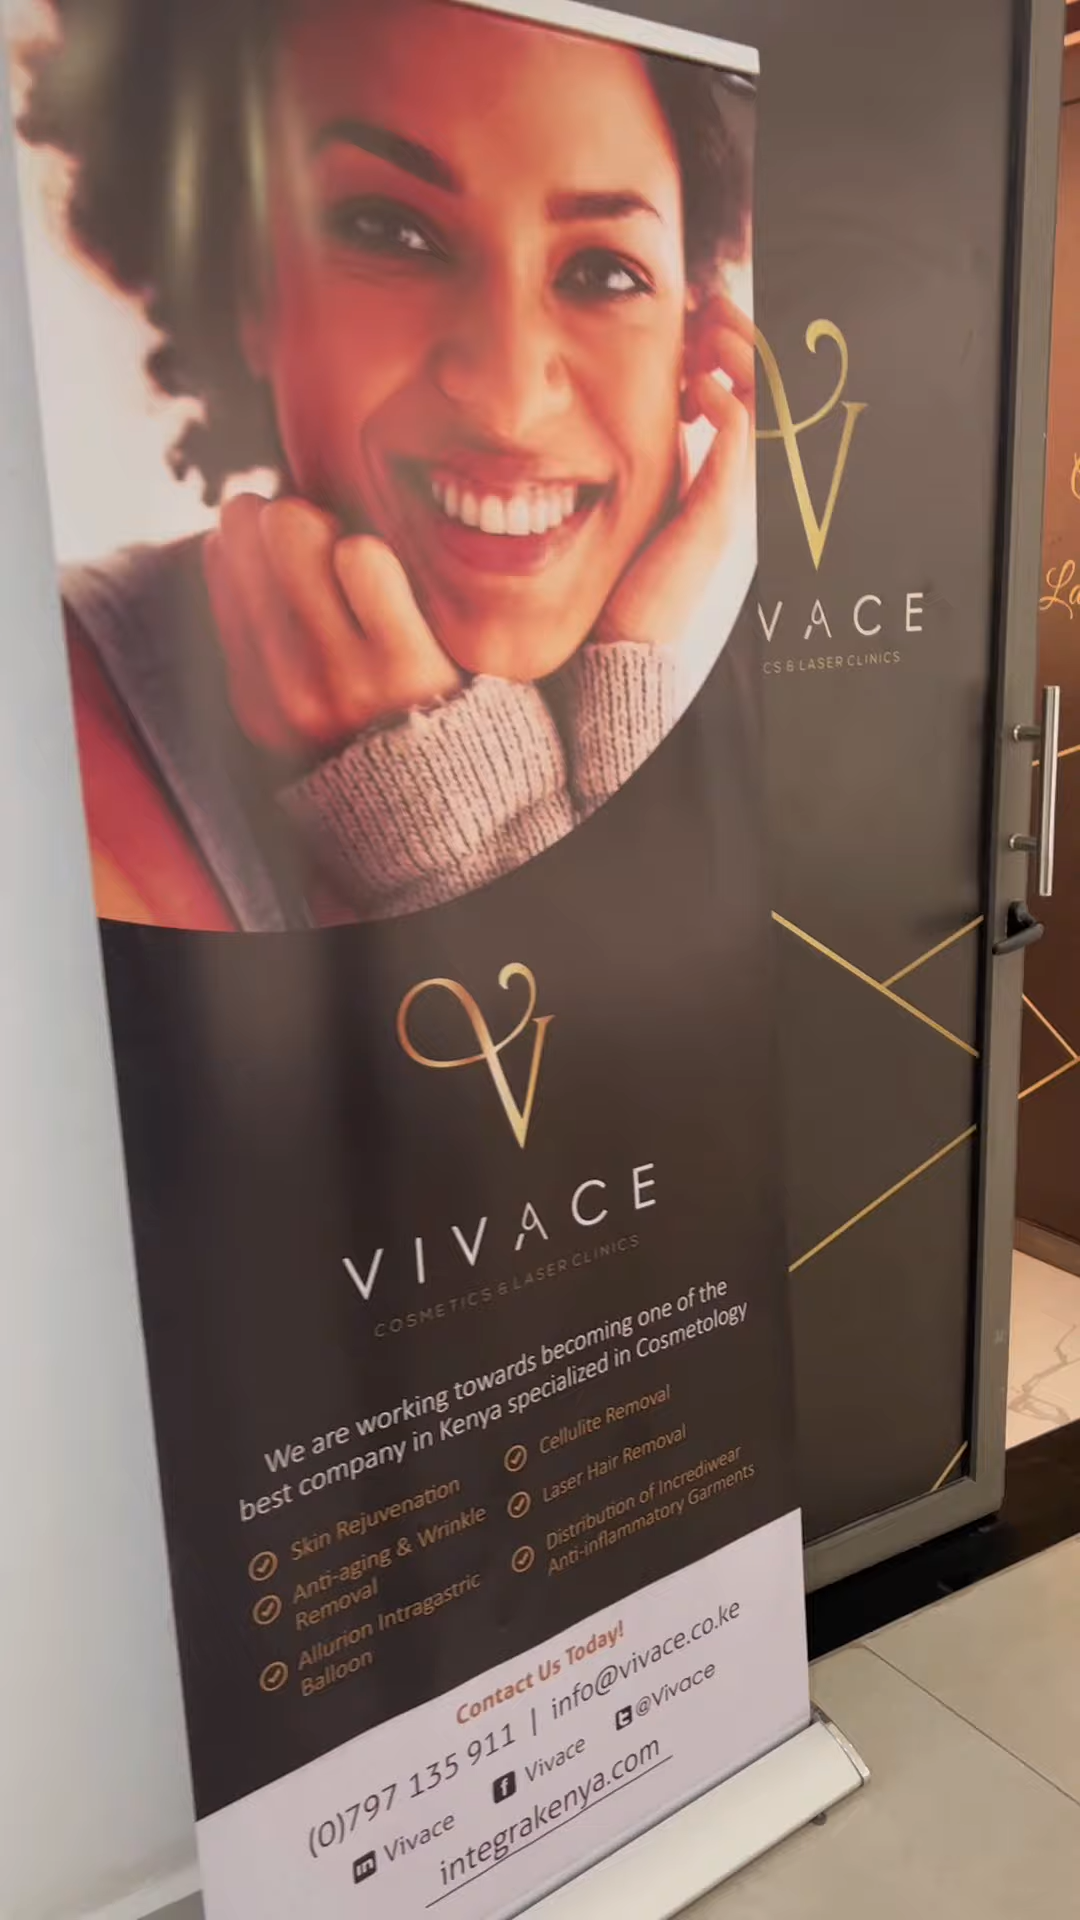 VACE
CS & LASER CLINICS
La
VIVACE
COSMETICS & LASER CLINICS
We are working towards becoming one of the
best company in Kenya specialized in Cosmetology
Skin Rejuvenation
Anti-aging & Wrinkle
Removal
Allurion Intragastric
Balloon
Cellulite Removal
Laser Hair Removal
Distribution of Incrediwear
Anti-inflammatory Garments
Contact Us Today!
(0)797 135 911 | info@vivace.co.ke
in Vivace f Vivace t @Vivace
integrakenya.com